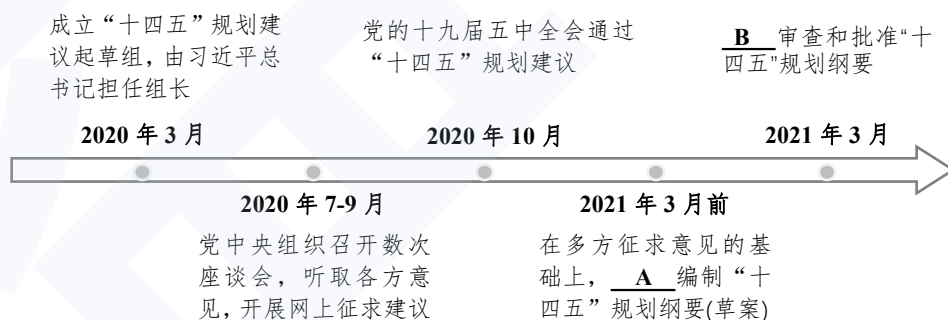 成立“十四五”规划建
议起草组，由习近平总
书记担任组长
党的十九届五中全会通过
“十四五”规划建议
B 审查和批准“十
四五”规划纲要
2020 年 3 月
2020 年 10 月
2021 年 3 月
2020 年 7-9 月
2021 年 3 月前
党中央组织召开数次
座谈会，听取各方意
见，开展网上征求建议
在多方征求意见的基
础上， A 编制“十
四五”规划纲要(草案)